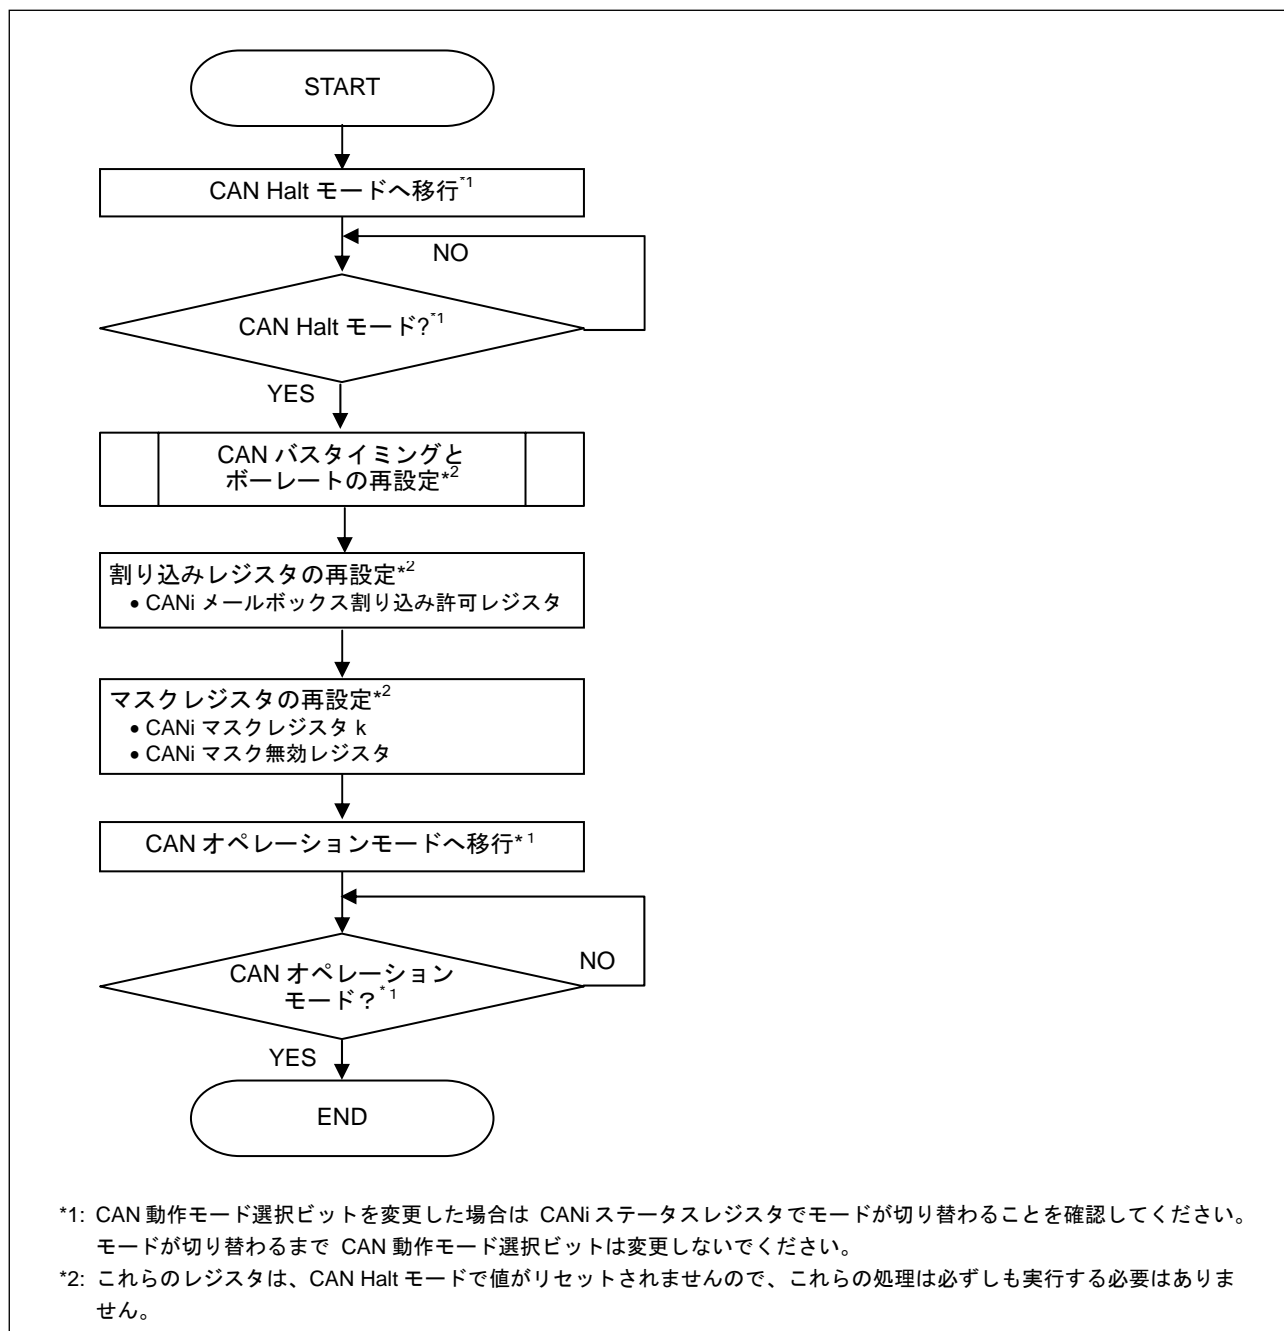 START
CAN Halt モードへ移行*1
NO
CAN Halt モード?*1
YES
CAN バスタイミングと
ボーレートの再設定*2
割り込みレジスタの再設定*2
• CANi メールボックス割り込み許可レジスタ
マスクレジスタの再設定*2
• CANi マスクレジスタ k
• CANi マスク無効レジスタ
CAN オペレーションモードへ移行*1
CAN オペレーション
モード？*1
NO
YES
END
*1: CAN 動作モード選択ビットを変更した場合は CANi ステータスレジスタでモードが切り替わることを確認してください。
モードが切り替わるまで CAN 動作モード選択ビットは変更しないでください。
*2: これらのレジスタは、CAN Halt モードで値がリセットされませんので、これらの処理は必ずしも実行する必要はありま
せん。